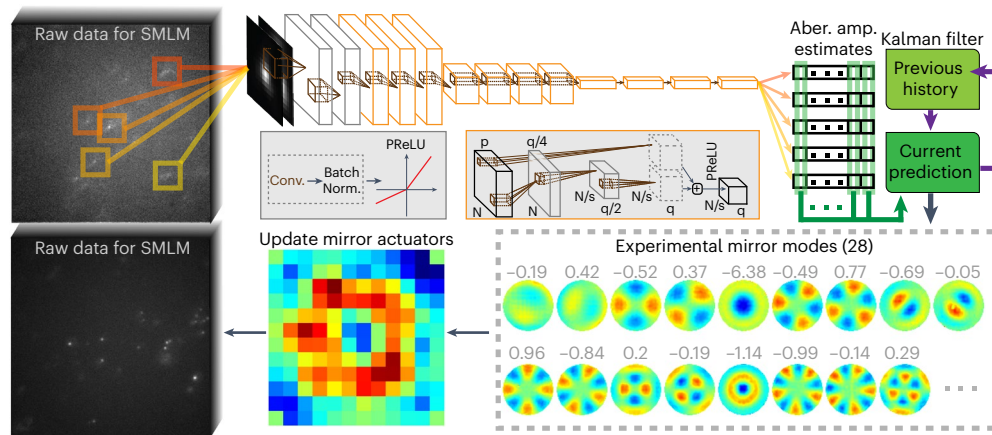 Raw data for SMLM
Aber. amp.
estimates
Kalman filter
Previous
history
Current
prediction
PReLU
Conv.
Batch
Norm.
p
q/4
N
N
N/s
q/2
N/s
q
PReLU
N/s
q
Raw data for SMLM
Update mirror actuators
Experimental mirror modes (28)
−0.19 0.42 −0.52 0.37 −6.38 −0.49 0.77 −0.69 −0.05
0.96 −0.84 0.2 −0.19 −1.14 −0.99 −0.14 0.29